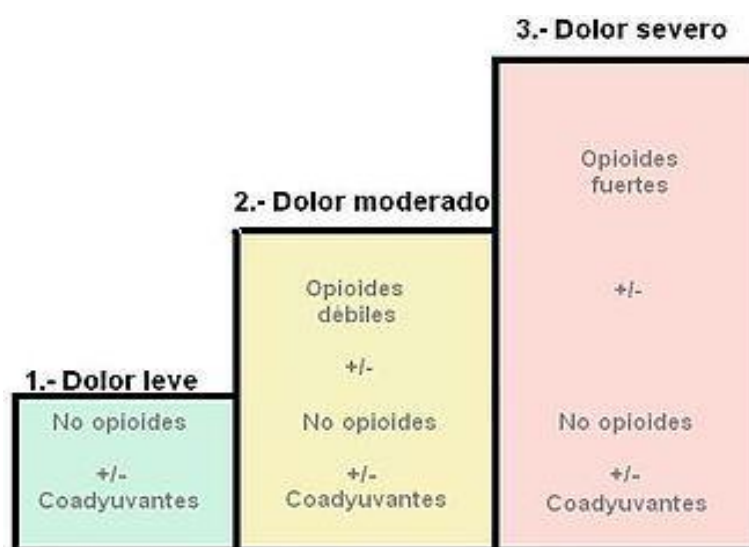 3.- Dolor severo
Opioides
fuertes
+/-
No opioides
+/-
Coadyuvantes
2.- Dolor moderado
Opioides
débiles
+/-
No opioides
+/-
Coadyuvantes
1.- Dolor leve
No opioides
+/-
Coadyuvantes